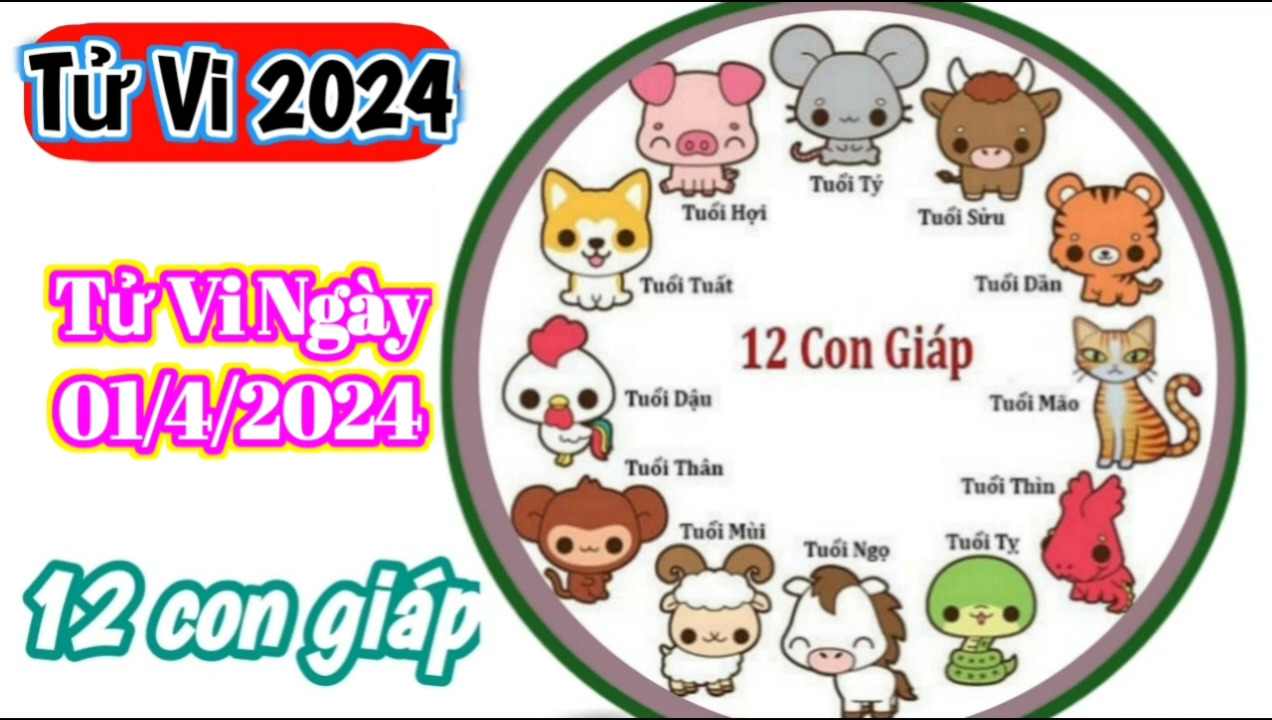 Tử Vi 2024
Tử Vi Ngày
01/4/2024
12 con giáp
Tuổi Tý
Tuổi Hợi
Tuổi Sửu
Tuổi Tuất
Tuổi Dần
12 Con Giáp
Tuổi Dậu
Tuổi Mão
Tuổi Thân
Tuổi Thìn
Tuổi Mùi
Tuổi Ngọ
Tuổi Tỵ